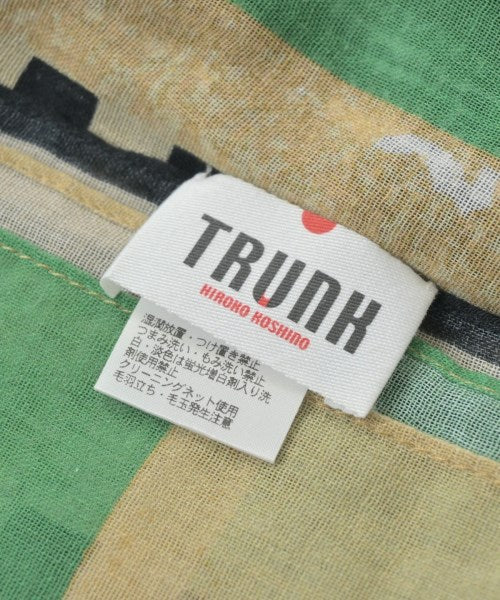 TRUNK
HIROKO KOSHINO
湿潤放置・つけ置き禁止
つまみ洗い・もみ洗い禁止
白・淡色は蛍光増白剤入り洗
剤使用禁止
クリーニングネット使用
毛羽立ち・毛玉発生注意